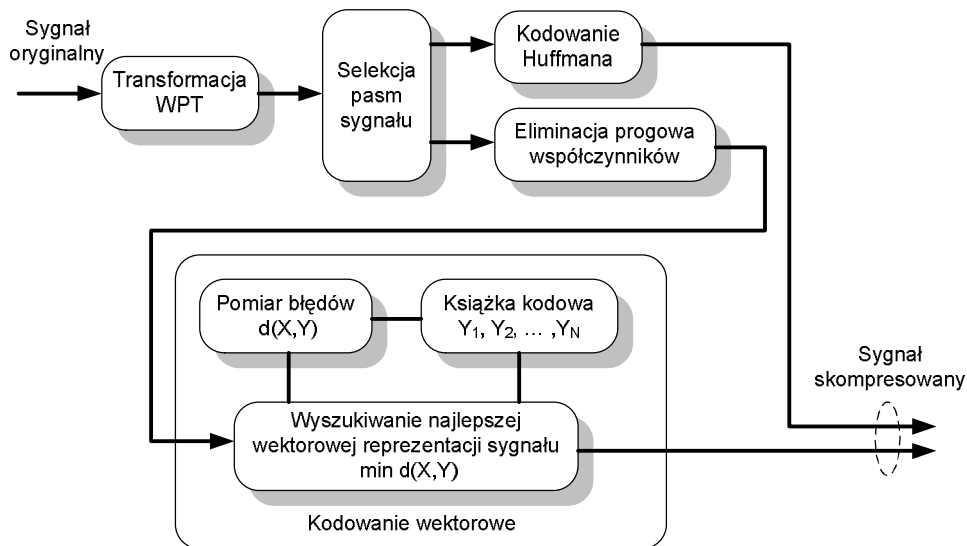 Sygnał
oryginalny
Transformacja
WPT
Selekcja
pasm
sygnału
Kodowanie
Huffmana
Eliminacja progowa
współczynników
Pomiar błędów
d(X,Y)
Książka kodowa
Y₁, Y₂, ... ,Y_N
Wyszukiwanie najlepszej
wektorowej reprezentacji sygnału
min d(X,Y)
Kodowanie wektorowe
Sygnał
skompresowany